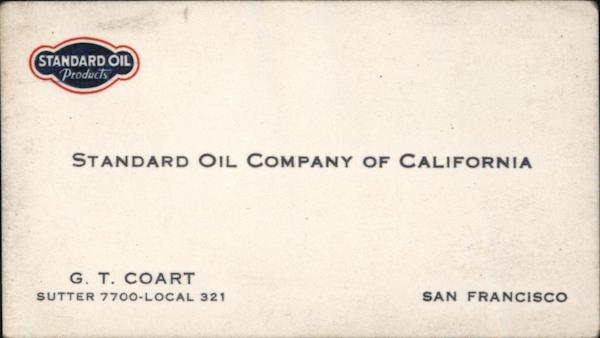 STANDARD OIL
Products
STANDARD OIL COMPANY OF CALIFORNIA
G. T. COART
SUTTER 7700-LOCAL 321
SAN FRANCISCO